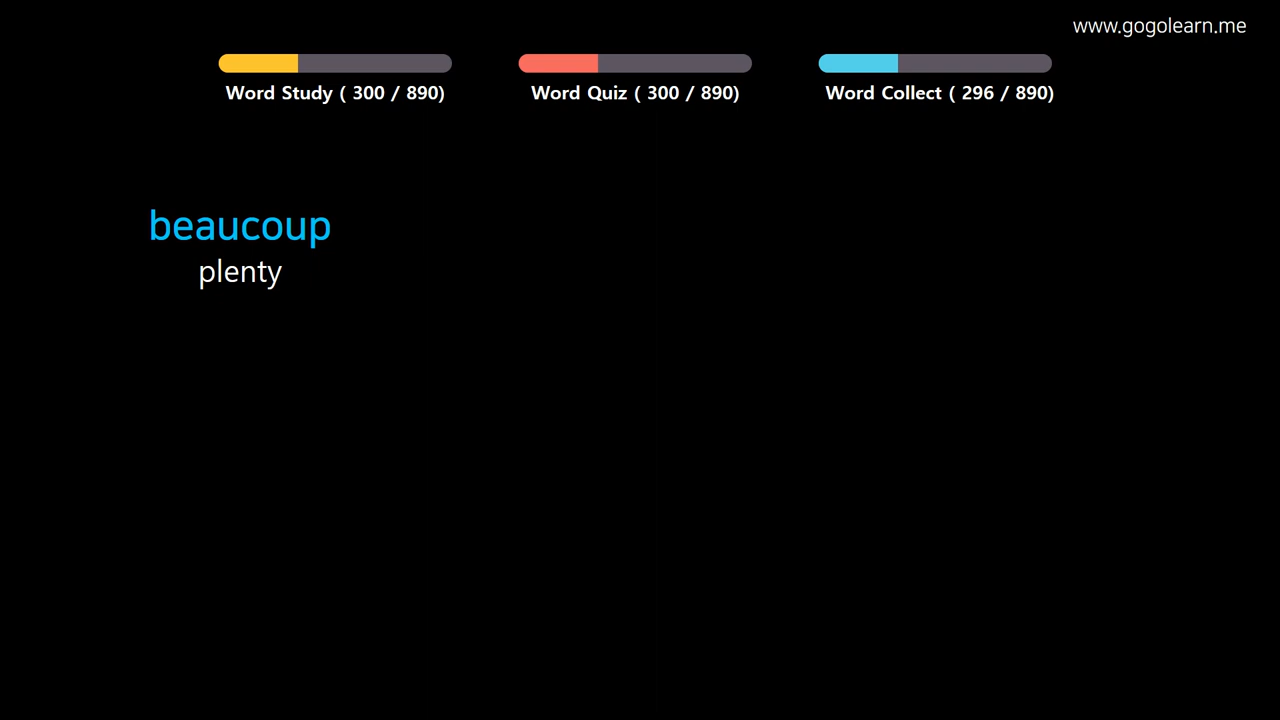 www.gogolearn.me
Word Study ( 300 / 890)
Word Quiz ( 300 / 890)
Word Collect ( 296 / 890)
beaucoup
plenty